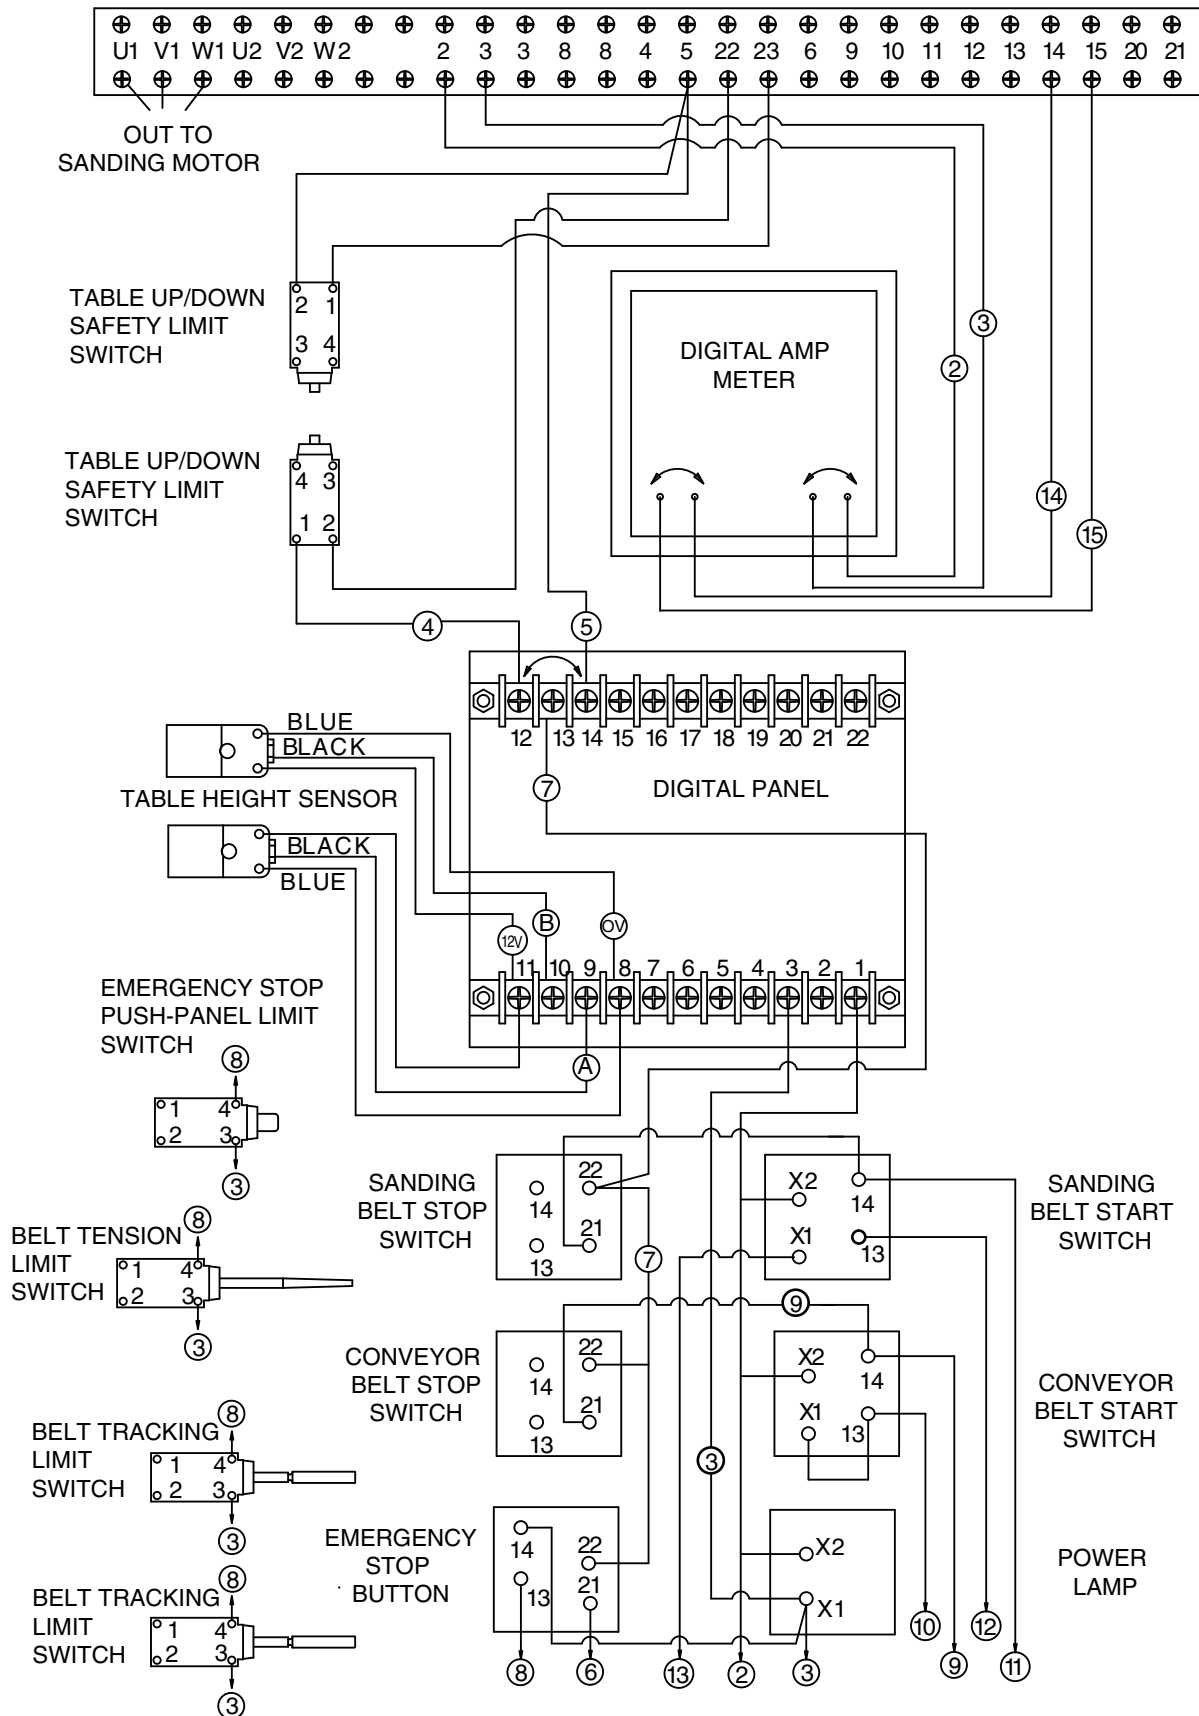 U1 V1 W1 U2 V2 W2 2 3 3 8 8 4 5 22 23 6 9 10 11 12 13 14 15 20 21
OUT TO
SANDING MOTOR
TABLE UP/DOWN
SAFETY LIMIT
SWITCH
2 1
3 4
DIGITAL AMP
METER
3
2
TABLE UP/DOWN
SAFETY LIMIT
SWITCH
4 3
1 2
14
15
4
5
12 13 14 15 16 17 18 19 20 21 22
BLUE
BLACK
TABLE HEIGHT SENSOR
7
DIGITAL PANEL
BLACK
BLUE
12V
B
OV
11 10 9 8 7 6 5 4 3 2 1
A
EMERGENCY STOP
PUSH-PANEL LIMIT
SWITCH
8
1 4
2 3
3
SANDING
BELT STOP
SWITCH
22
14
21
13
X2
14
X1
13
SANDING
BELT START
SWITCH
BELT TENSION
LIMIT
SWITCH
8
1 4
2 3
3
7
9
CONVEYOR
BELT STOP
SWITCH
22
14
21
13
X2
14
X1
13
CONVEYOR
BELT START
SWITCH
BELT TRACKING
LIMIT
SWITCH
8
1 4
2 3
3
3
EMERGENCY
STOP
BUTTON
14
22
13
21
X2
X1
POWER
LAMP
BELT TRACKING
LIMIT
SWITCH
8
1 4
2 3
3
8
6
13
2
3
10
9
12
11